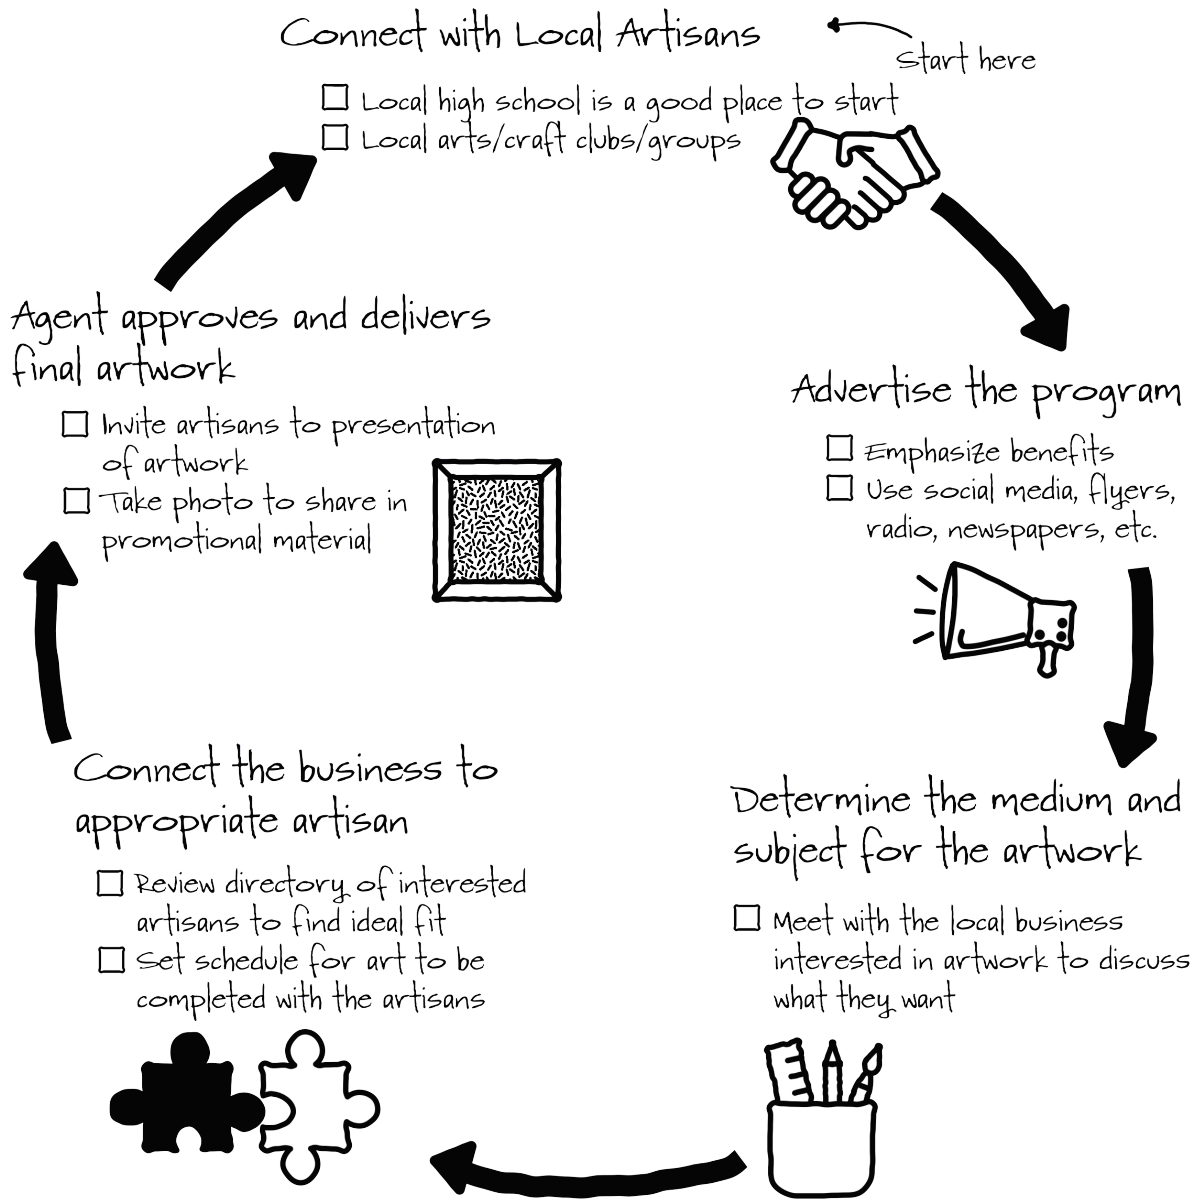 Connect with Local Artisans
Start here
Local high school is a good place to start
Local arts/craft clubs/groups
Advertise the program
Emphasize benefits
Use social media, flyers,
radio, newspapers, etc.
Determine the medium and
subject for the artwork
Meet with the local business
interested in artwork to discuss
what they want
Connect the business to
appropriate artisan
Review directory of interested
artisans to find ideal fit
Set schedule for art to be
completed with the artisans
Agent approves and delivers
final artwork
Invite artisans to presentation
of artwork
Take photo to share in
promotional material